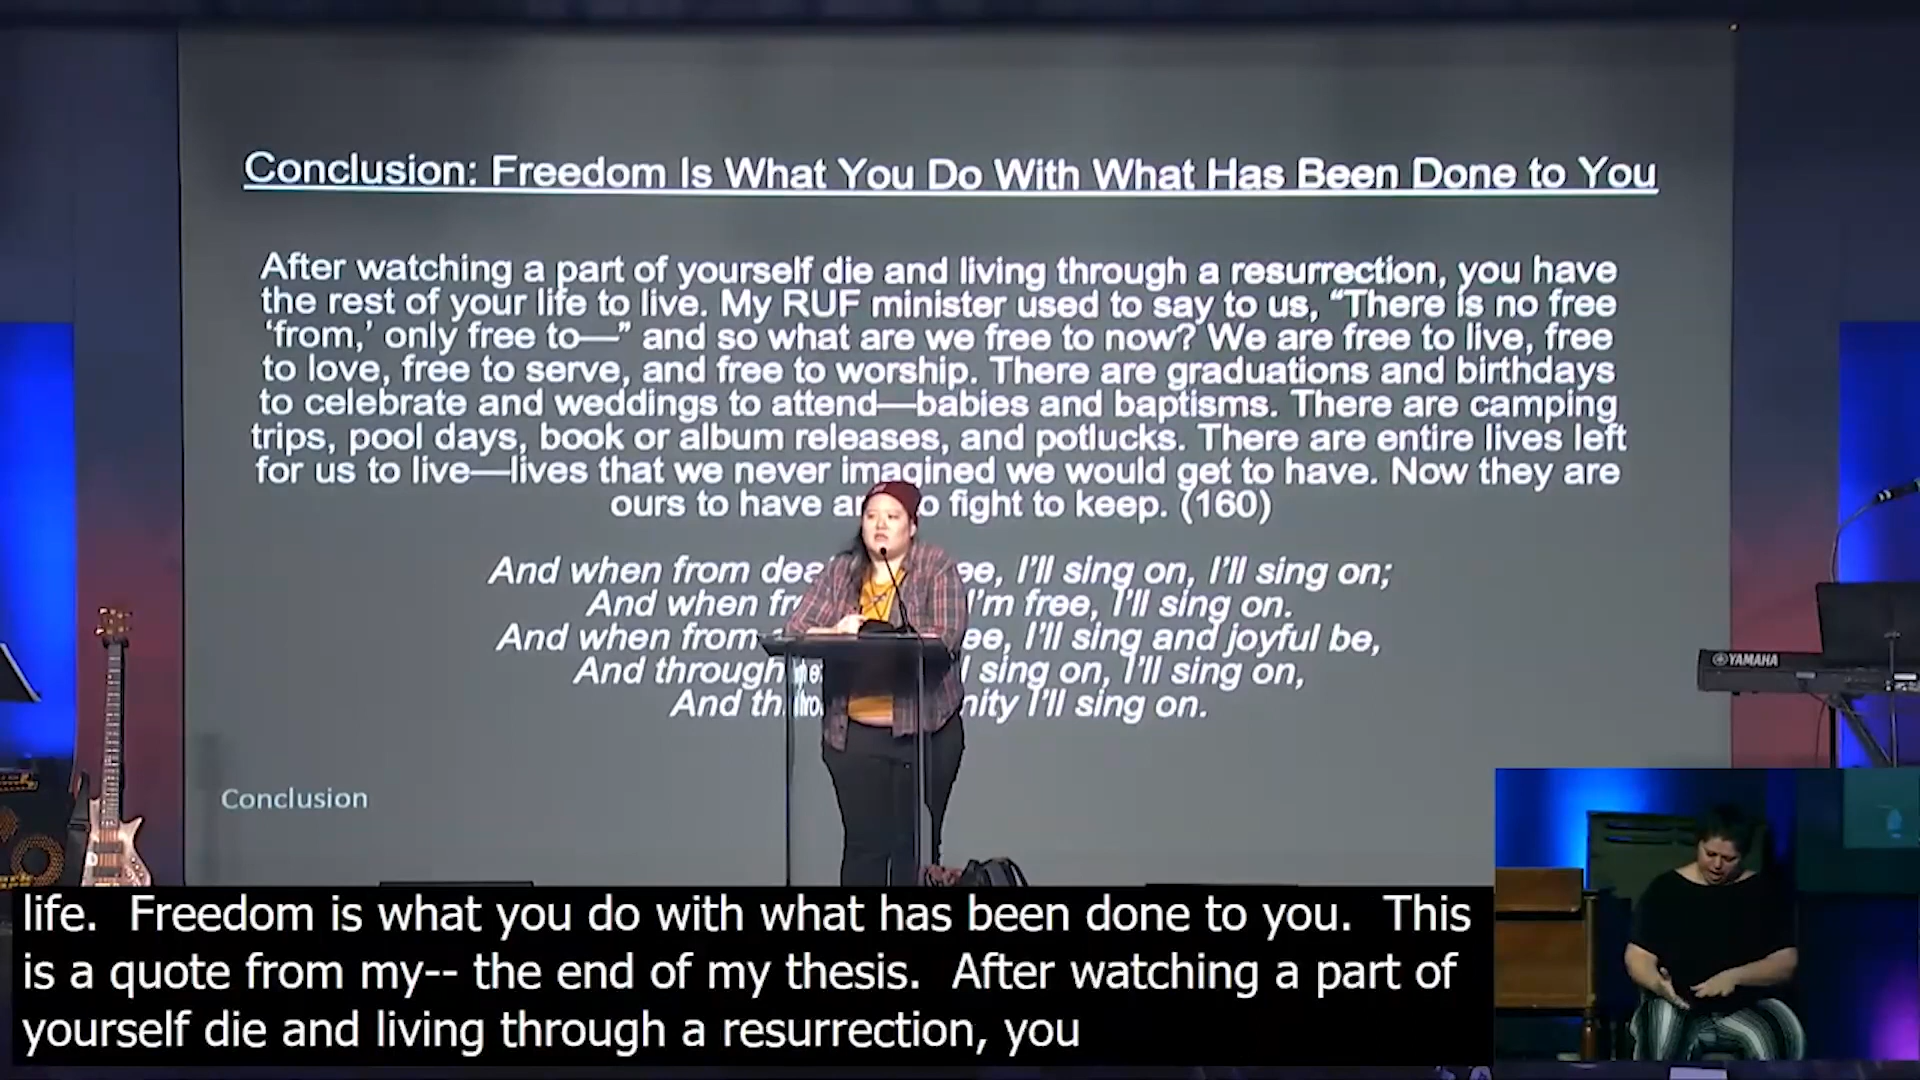 Conclusion: Freedom Is What You Do With What Has Been Done to You
After watching a part of yourself die and living through a resurrection, you have
the rest of your life to live. My RUF minister used to say to us, “There is no free
‘from,’ only free to—” and so what are we free to now? We are free to live, free
to love, free to serve, and free to worship. There are graduations and birthdays
to celebrate and weddings to attend—babies and baptisms. There are camping
trips, pool days, book or album releases, and potlucks. There are entire lives left
for us to live—lives that we never imagined we would get to have. Now they are
ours to have to fight to keep. (160)
And when from I’ll sing on, I’ll sing on;
And when I’m free, I’ll sing on.
And when from I’ll sing and joyful be,
And through sing on, I’ll sing on,
And I’ll sing on.
YAMAHA
Conclusion
life. Freedom is what you do with what has been done to you. This
is a quote from my-- the end of my thesis. After watching a part of
yourself die and living through a resurrection, you